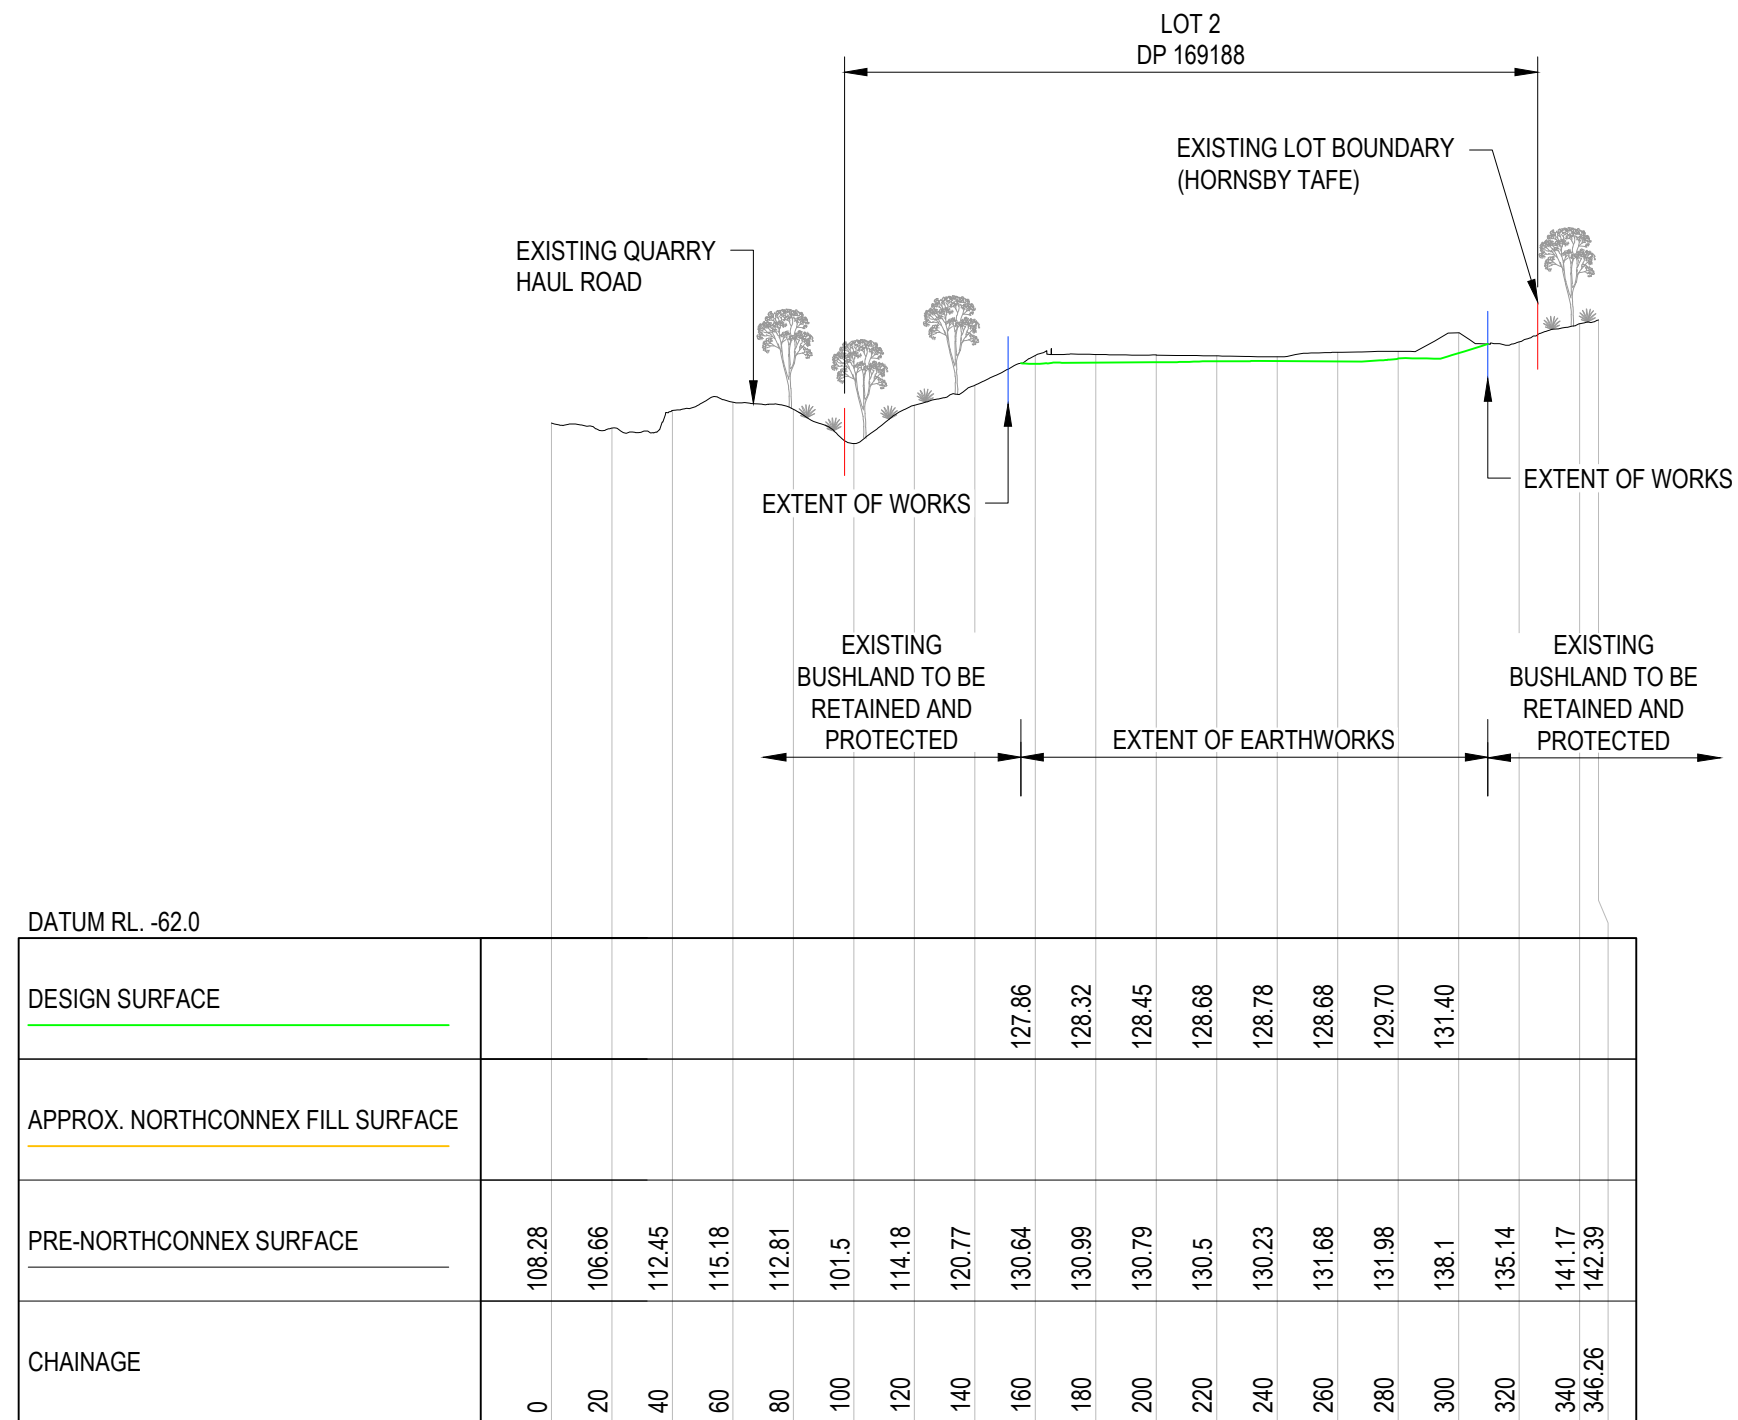 LOT 2
DP 169188
EXISTING LOT BOUNDARY
(HORNSBY TAFE)
EXISTING QUARRY
HAUL ROAD
EXTENT OF WORKS
EXTENT OF WORKS
EXISTING
BUSHLAND TO BE
RETAINED AND
PROTECTED
EXTENT OF EARTHWORKS
EXISTING
BUSHLAND TO BE
RETAINED AND
PROTECTED
DATUM RL. -62.0
DESIGN SURFACE 127.86 128.32 128.45 128.68 128.78 128.68 129.70 131.40
APPROX. NORTHCONNEX FILL SURFACE
PRE-NORTHCONNEX SURFACE 108.28 106.66 112.45 115.18 112.81 101.5 114.18 120.77 130.64 130.99 130.79 130.5 130.23 131.68 131.98 138.1 135.14 141.17 142.39
CHAINAGE 0 20 40 60 80 100 120 140 160 180 200 220 240 260 280 300 320 340 346.26